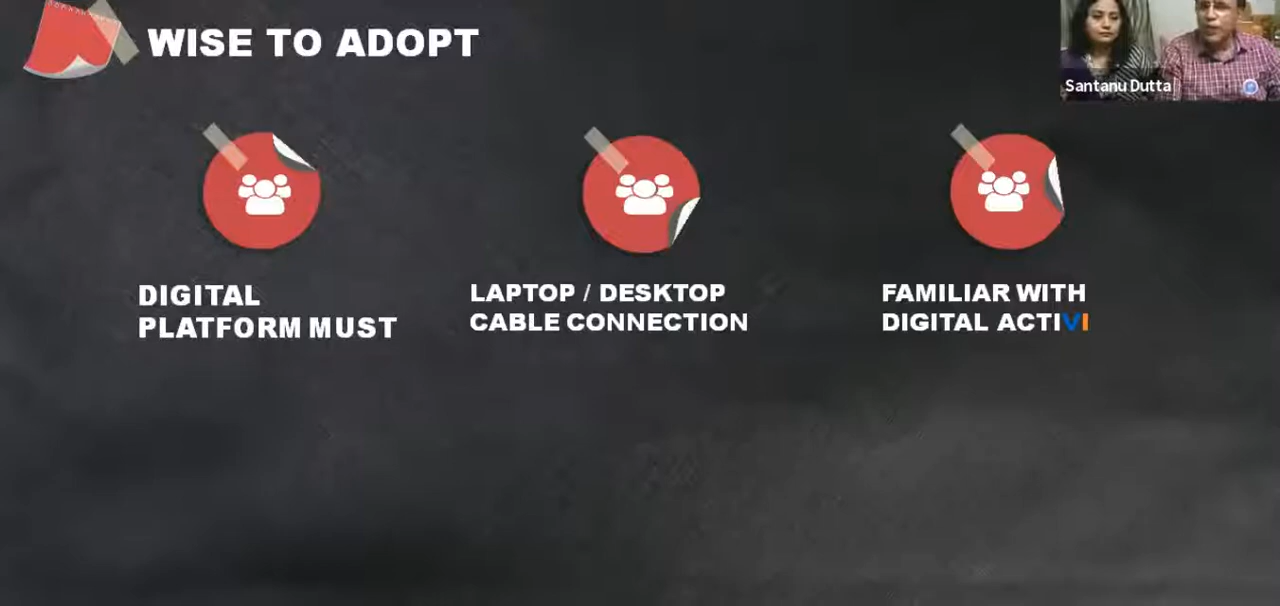 WISE TO ADOPT
Santanu Dutta
DIGITAL
PLATFORM MUST
LAPTOP / DESKTOP
CABLE CONNECTION
FAMILIAR WITH
DIGITAL ACTIVI